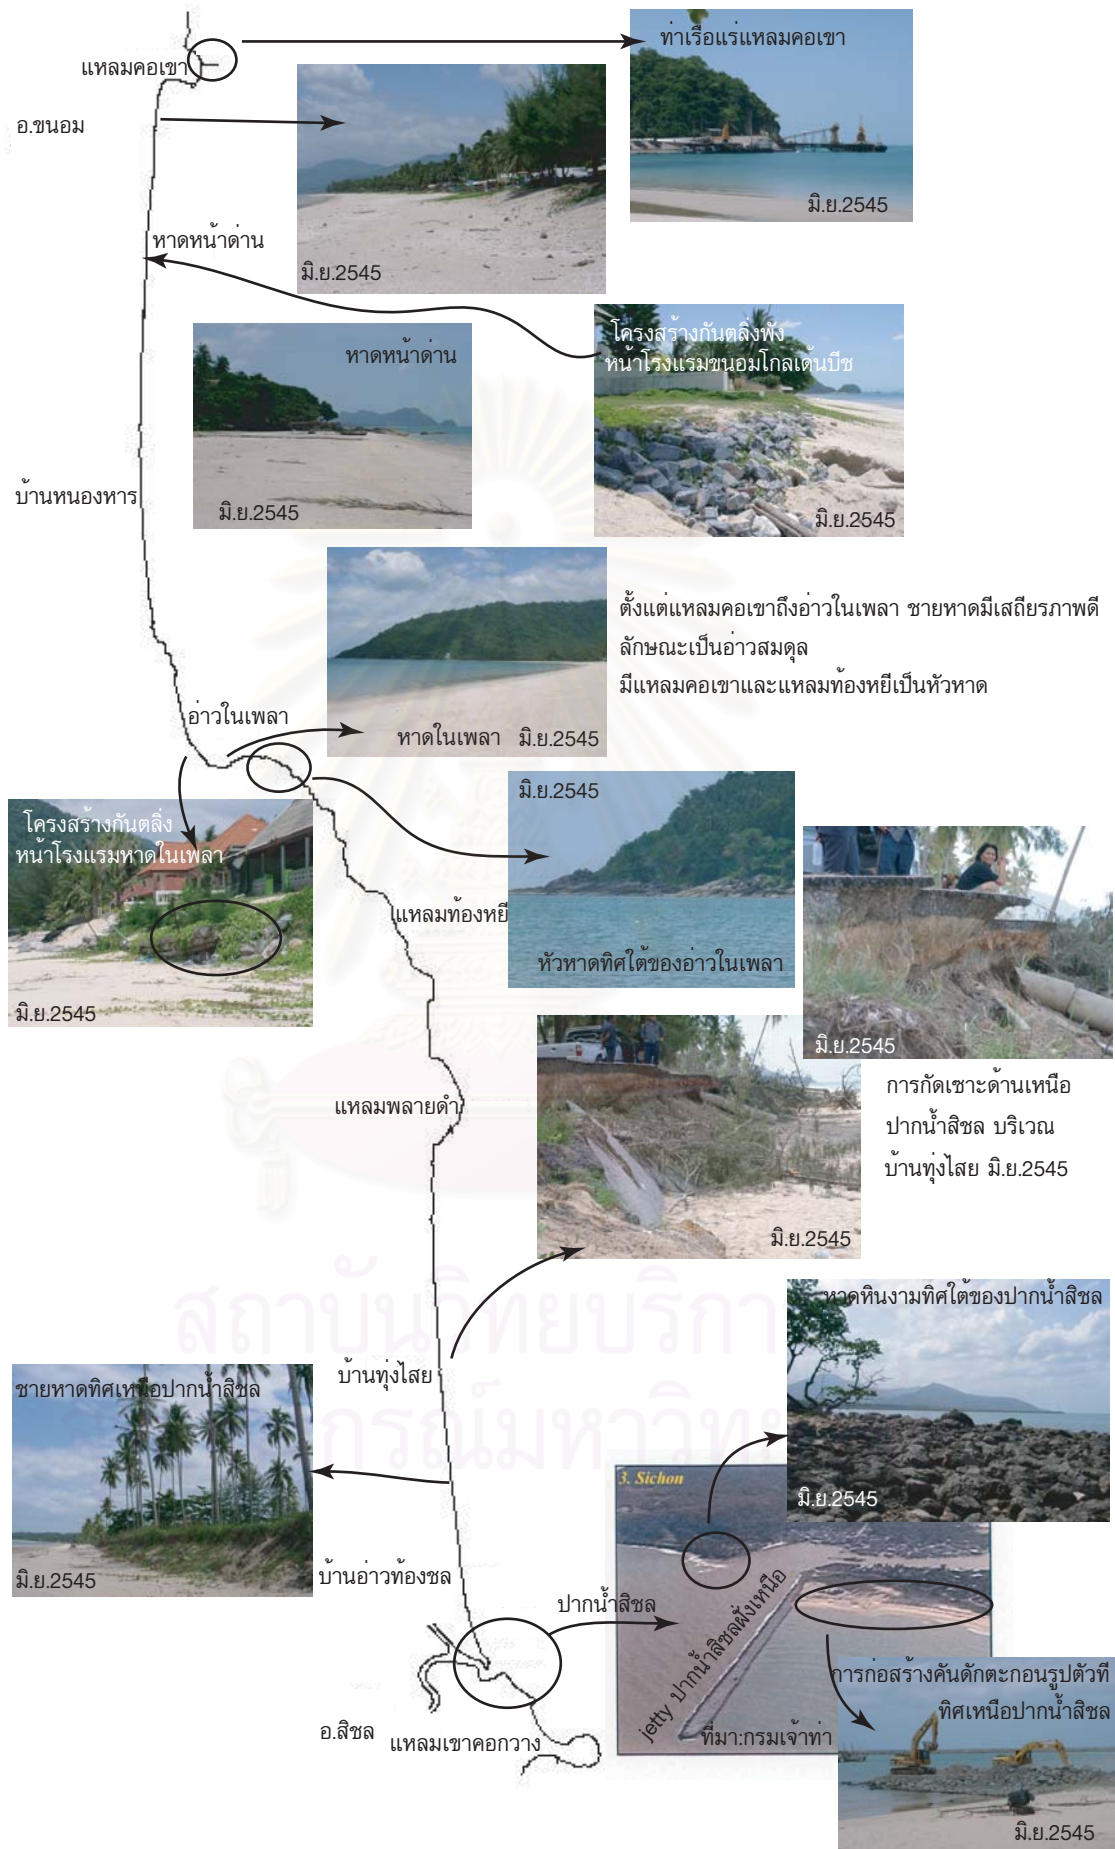 ท่าเรือแร่แหลมคอเขา
แหลมคอเขา
อ.ขนอม
มิ.ย.2545
หาดหน้าด่าน
มิ.ย.2545
โครงสร้างกันตลิ่งพัง
หน้าโรงแรมขนอมโกลเด้นบีช
หาดหน้าด่าน
บ้านหนองหาร
มิ.ย.2545
มิ.ย.2545
ตั้งแต่แหลมคอเขาถึงอ่าวในเพลา ชายหาดมีเสถียรภาพดี
ลักษณะเป็นอ่าวสมดุล
มีแหลมคอเขาและแหลมท้องหยีเป็นหัวหาด
อ่าวในเพลา
หาดในเพลา มิ.ย.2545
มิ.ย.2545
โครงสร้างกันตลิ่ง
หน้าโรงแรมหาดในเพลา
แหลมท้องหยี
หัวหาดทิศใต้ของอ่าวในเพลา
มิ.ย.2545
มิ.ย.2545
การกัดเซาะด้านเหนือ
ปากน้ำสิชล บริเวณ
บ้านทุ่งไสย มิ.ย.2545
แหลมพลายดำ
มิ.ย.2545
สถาบันวิทยบริกา
หาดหินงามทิศใต้ของปากน้ำสิชล
บ้านทุ่งไสย
ชายหาดทิศเหนือปากน้ำสิชล
กรณ์มหาวิท
3. Sichon
มิ.ย.2545
มิ.ย.2545
บ้านอ่าวท้องชล
ปากน้ำสิชล
jetty ปากน้ำสิชลฝั่งเหนือ
การก่อสร้างคันดักตะกอนรูปตัวที
ทิศเหนือปากน้ำสิชล
อ.สิชล
แหลมเขาคอกวาง
ที่มา:กรมเจ้าท่า
มิ.ย.2545